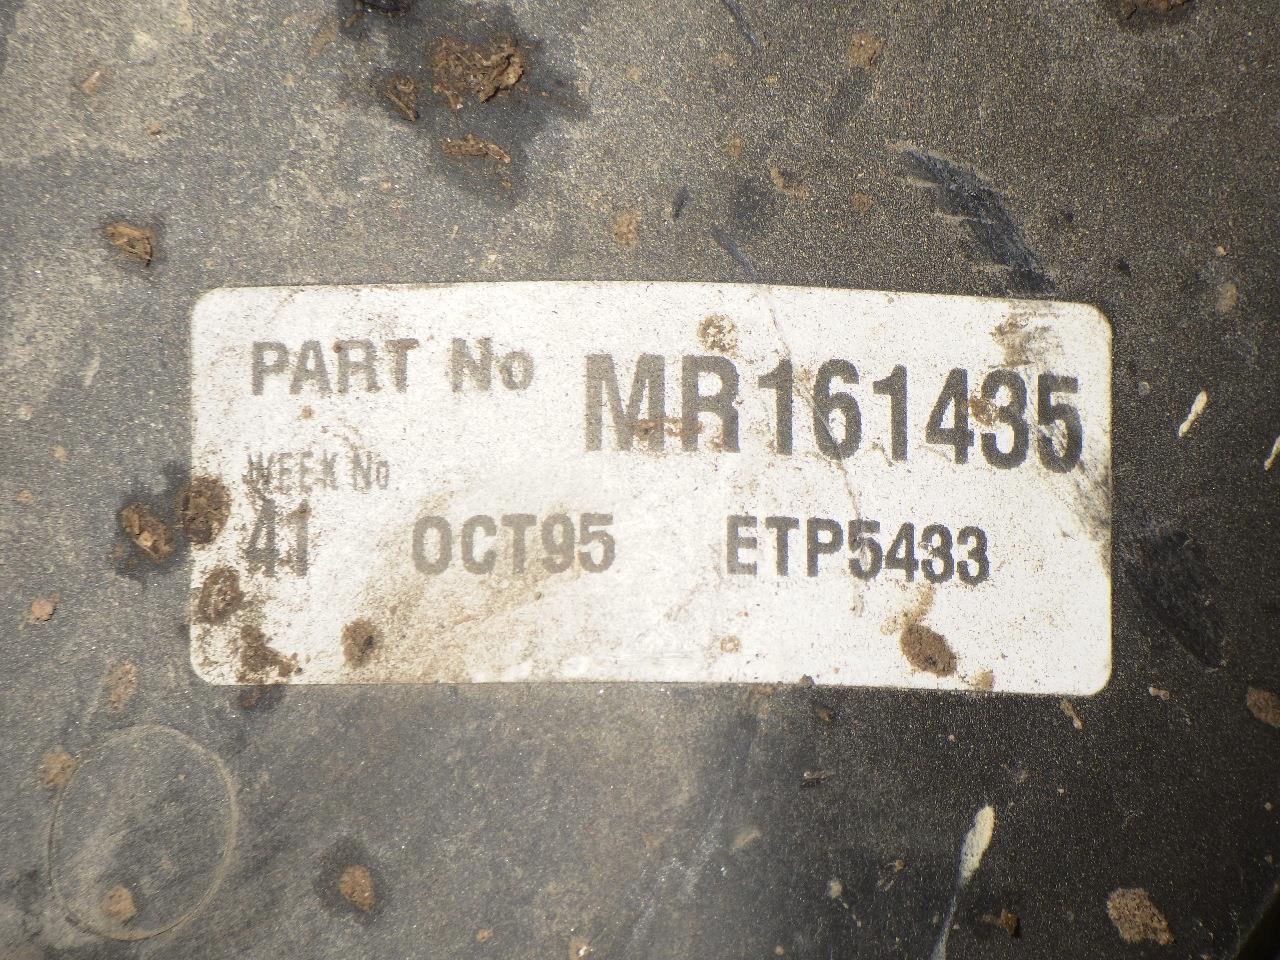 PART No MR161435
WEEK No
41 OCT95 ETP5433